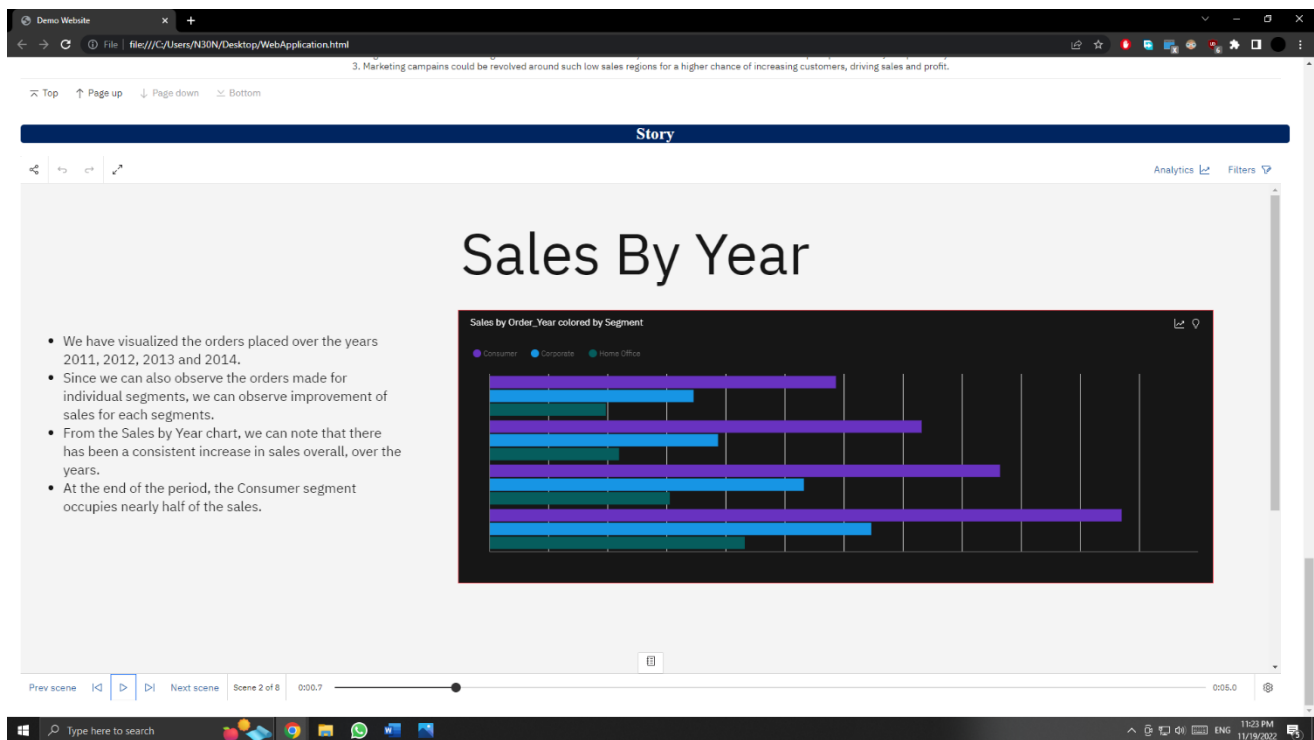 Demo Website
File
file:///C:/Users/N30N/Desktop/WebApplication.html
3. Marketing campains could be revolved around such low sales regions for a higher chance of increasing customers, driving sales and profit.
Top Page up Page down Bottom
Story
Analytics Filters
Sales By Year
• We have visualized the orders placed over the years
2011, 2012, 2013 and 2014.
• Since we can also observe the orders made for
individual segments, we can observe improvement of
sales for each segments.
• From the Sales by Year chart, we can note that there
has been a consistent increase in sales overall, over the
years.
• At the end of the period, the Consumer segment
occupies nearly half of the sales.
Sales by Order_Year colored by Segment
Consumer Corporate Home Office
Prev scene Next scene Scene 2 of 8 0:00.7 0:05.0
Type here to search
ENG
11:23 PM
11/19/2022